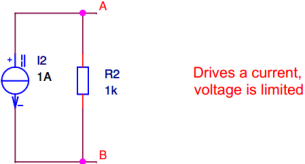 A
+
I2
1A
R2
1k
–
B
Drives a current,
voltage is limited